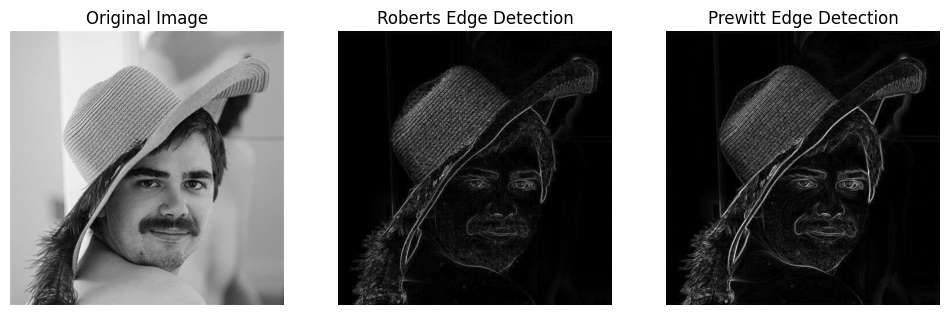 Original Image
Roberts Edge Detection
Prewitt Edge Detection